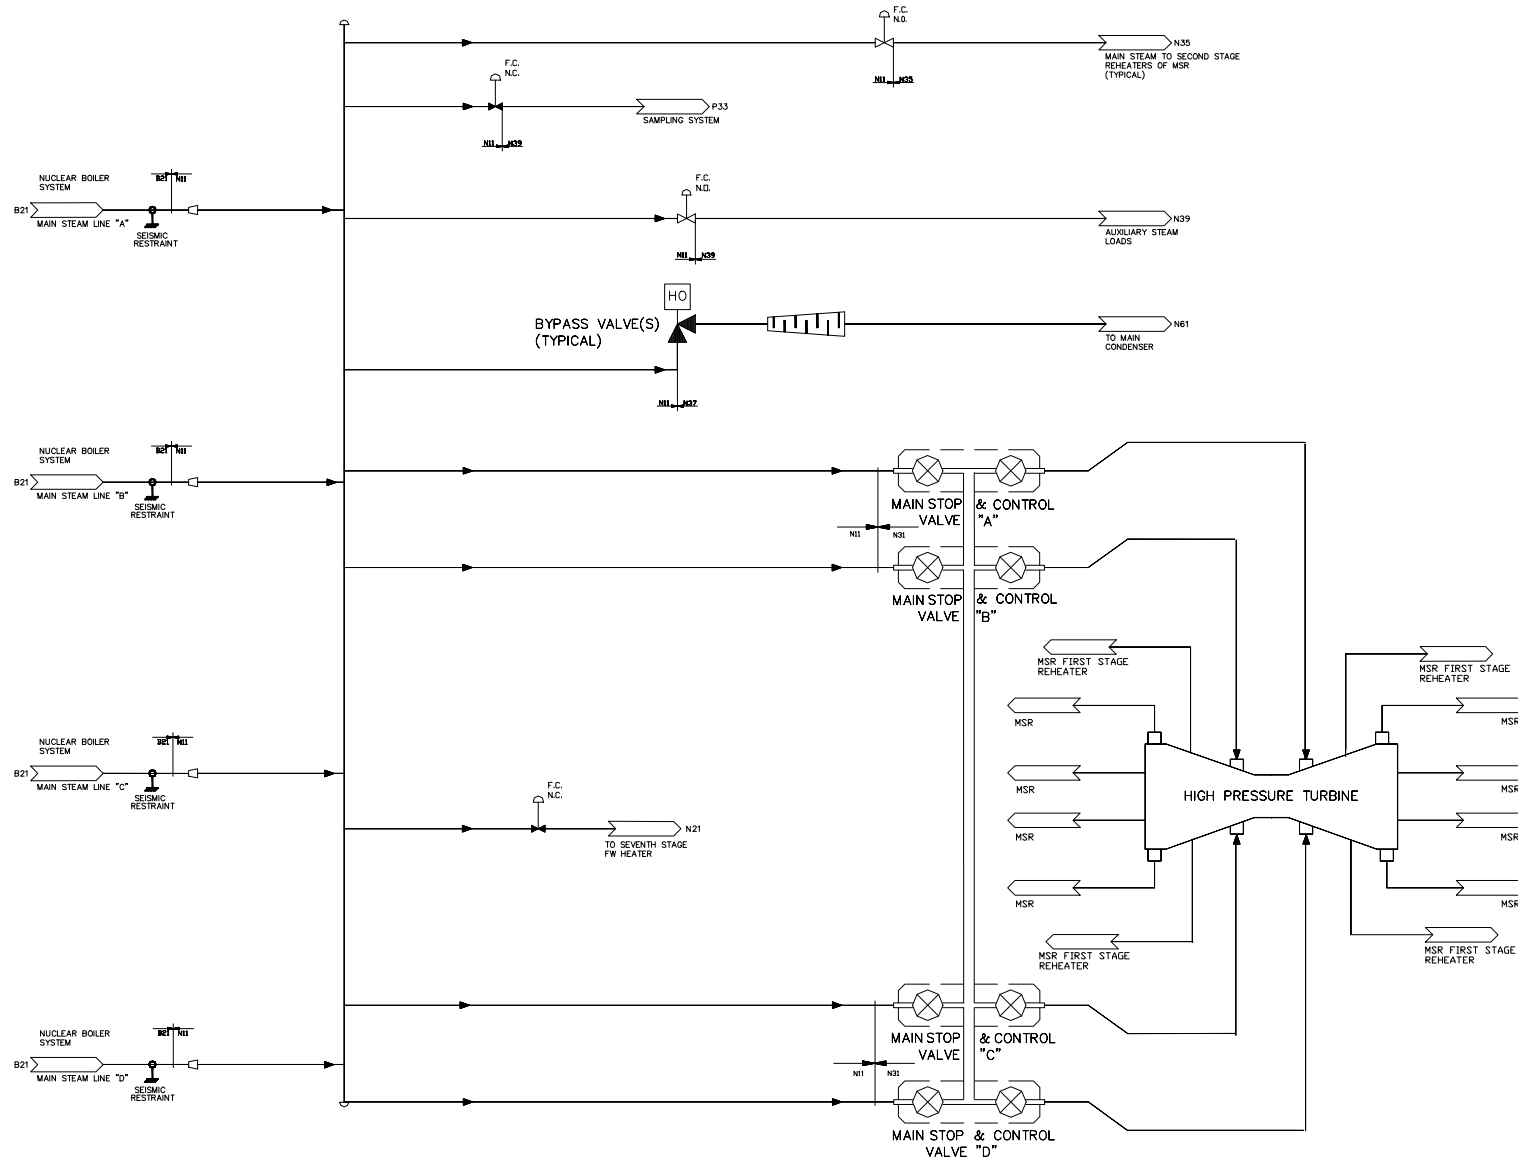 F.C.
N.O.
N35
MAIN STEAM TO SECOND STAGE
REHEATERS OF MSR
(TYPICAL)
N11 N35
F.C.
N.C.
P33
SAMPLING SYSTEM
N11 N39
NUCLEAR BOILER
SYSTEM
B21 N11
B21
MAIN STEAM LINE "A"
SEISMIC
RESTRAINT
F.C.
N.O.
N39
AUXILIARY STEAM
LOADS
N11 N39
HO
BYPASS VALVE(S)
(TYPICAL)
N61
TO MAIN
CONDENSER
N11 N37
NUCLEAR BOILER
SYSTEM
B21 N11
B21
MAIN STEAM LINE "B"
SEISMIC
RESTRAINT
MAIN STOP & CONTROL
VALVE "A"
N11 N31
MAIN STOP & CONTROL
VALVE "B"
MSR FIRST STAGE
REHEATER
MSR FIRST STAGE
REHEATER
MSR
MSR
NUCLEAR BOILER
SYSTEM
B21 N11
B21
MAIN STEAM LINE "C"
SEISMIC
RESTRAINT
MSR
MSR
HIGH PRESSURE TURBINE
F.C.
N.C.
N21
TO SEVENTH STAGE
FW HEATER
MSR
MSR
MSR
MSR
MSR FIRST STAGE
REHEATER
MSR FIRST STAGE
REHEATER
NUCLEAR BOILER
SYSTEM
B21 N11
B21
MAIN STEAM LINE "D"
SEISMIC
RESTRAINT
MAIN STOP & CONTROL
VALVE "C"
N11 N31
MAIN STOP & CONTROL
VALVE "D"